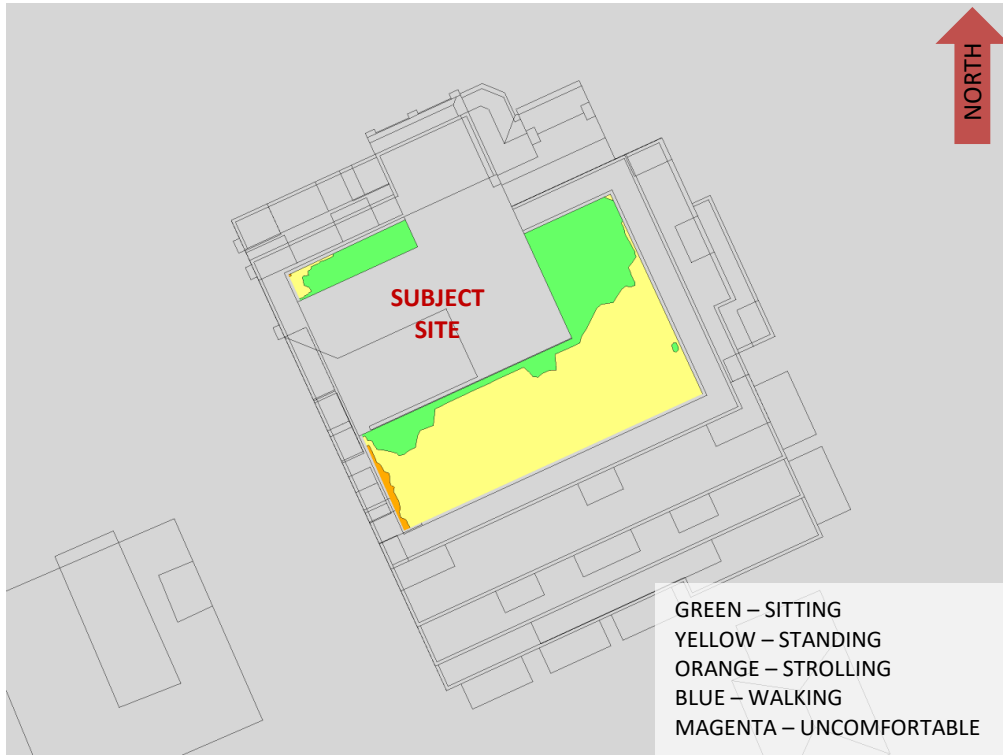 NORTH
SUBJECT
SITE
GREEN – SITTING
YELLOW – STANDING
ORANGE – STROLLING
BLUE – WALKING
MAGENTA – UNCOMFORTABLE